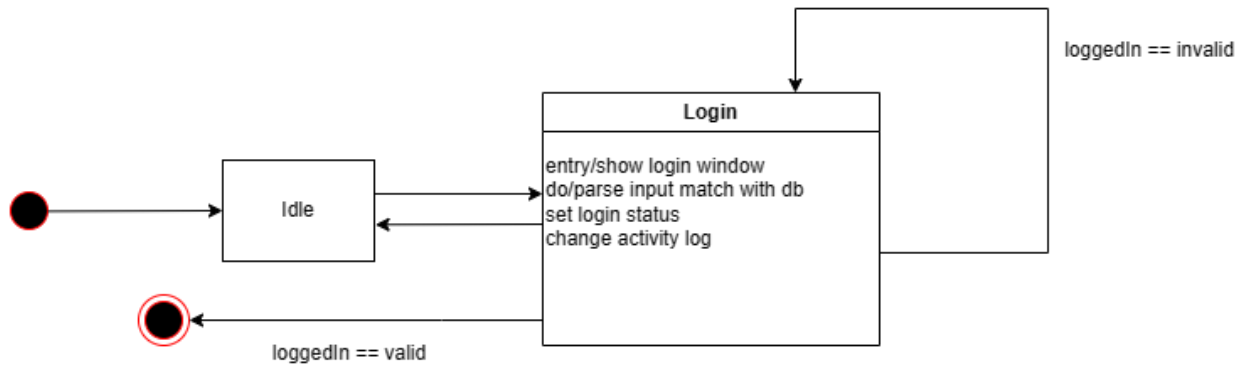 loggedIn == invalid
Login
entry/show login window
do/parse input match with db
set login status
change activity log
Idle
loggedIn == valid